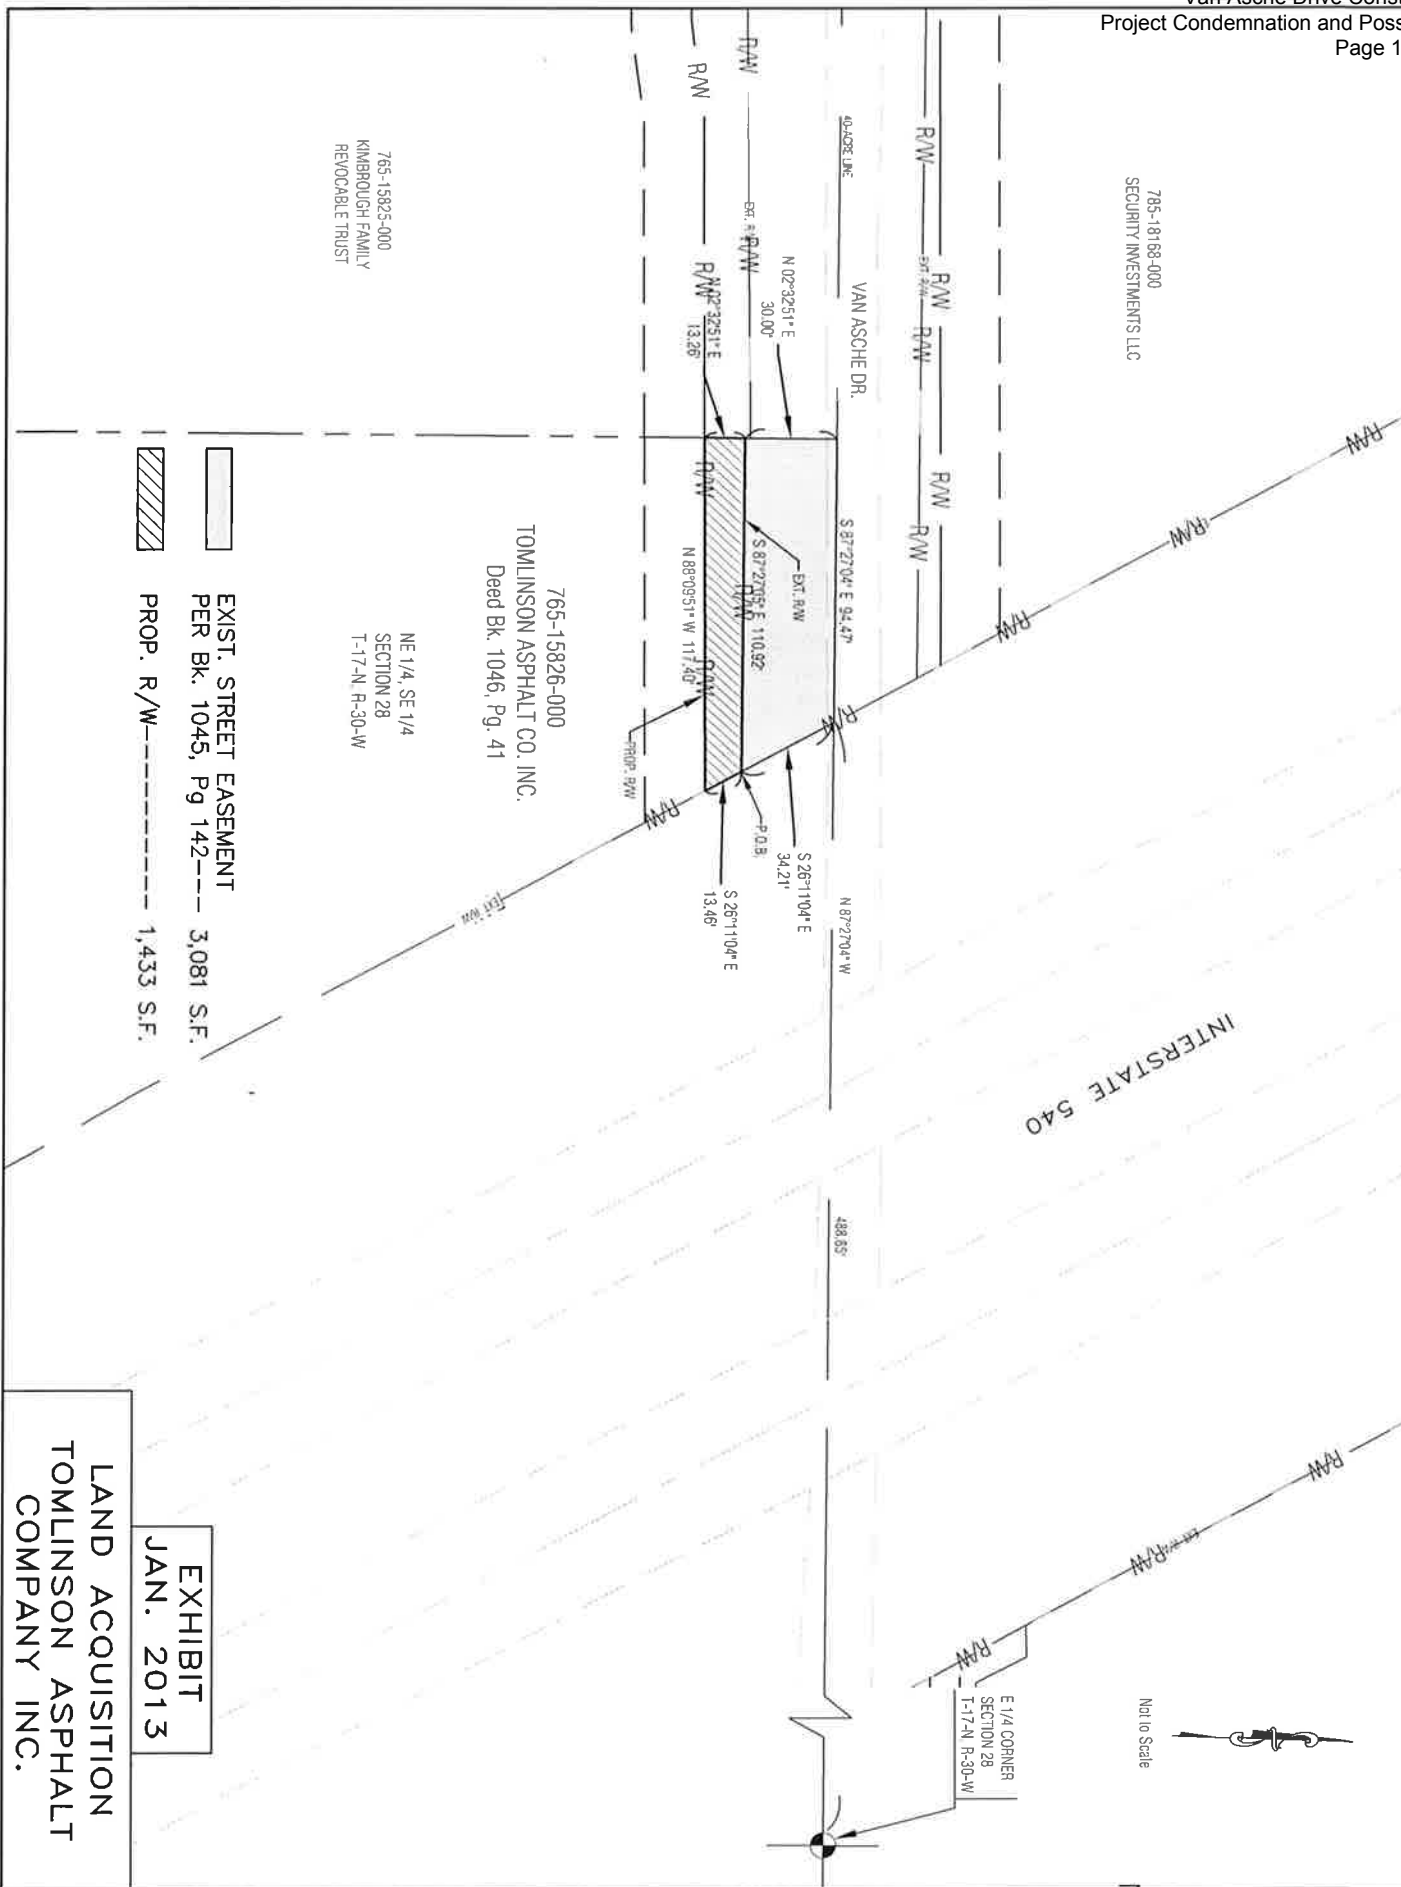 Project Condemnation and Poss
Page 1
785-18168-000
SECURITY INVESTMENTS LLC
Not to Scale
R/W
R/W
R/W
R/W
R/W
R/W
R/W
EXT. R/W
R/W
R/W
R/W
R/W
R/W
INTERSTATE 540
E 1/4 CORNER
SECTION 28
T-17-N, R-30-W
40-ACRE LINE
VAN ASCHE DR.
S 87°27'04" E 94.47'
R/W
N 87°27'04" W
488.65'
R/W
R/W
EXT. R/W
R/W
N 02°32'51" E
30.00'
EXT. R/W
S 87°27'05" E 110.92'
R/W
S 26°11'04" E
34.21'
P.O.B.
R/W
R/W
N 02°32'51" E
13.26'
R/W
N 88°09'51" W 117.40'
R/W
S 26°11'04" E
13.46'
PROP. R/W
R/W
EXT. R/W
765-15826-000
TOMLINSON ASPHALT CO. INC.
Deed Bk. 1046, Pg. 41
NE 1/4, SE 1/4
SECTION 28
T-17-N, R-30-W
765-15825-000
KIMBROUGH FAMILY
REVOCABLE TRUST
EXIST. STREET EASEMENT
PER Bk. 1045, Pg 142--- 3,081 S.F.
PROP. R/W---------- 1,433 S.F.
EXHIBIT
JAN. 2013
LAND ACQUISITION
TOMLINSON ASPHALT
COMPANY INC.